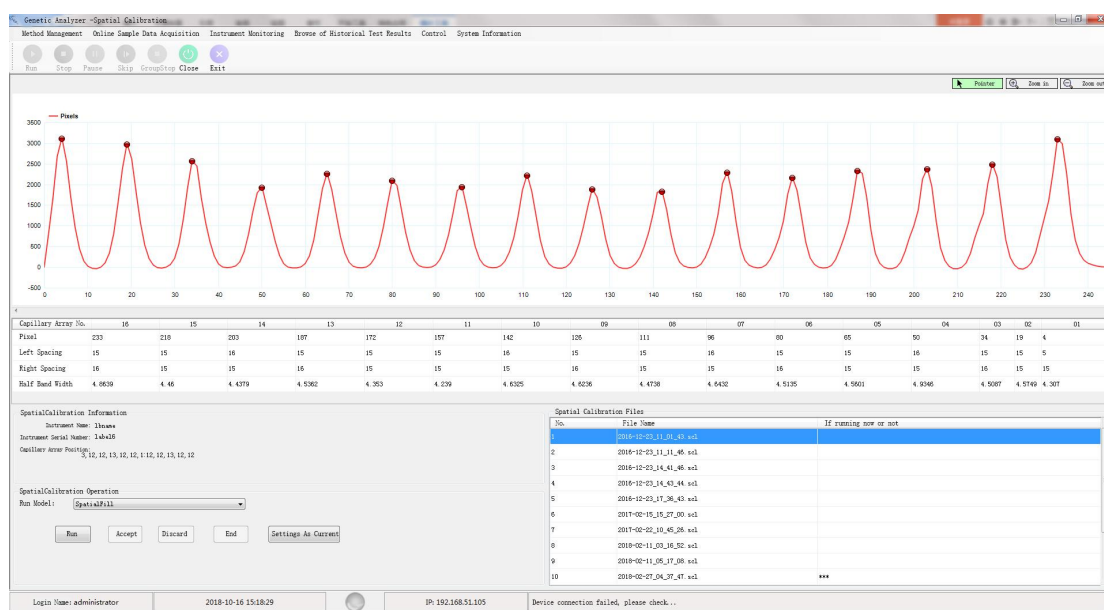 Genetic Analyzer -Spatial Calibration
Method Management Online Sample Data Acquisition Instrument Monitoring Browse of Historical Test Results Control System Information
Run Stop Pause Skip GroupStop Close Exit
Pointer Zoom in Zoom out
Pixels
3500
3000
2500
2000
1500
1000
500
0
-500
0 10 20 30 40 50 60 70 80 90 100 110 120 130 140 150 160 170 180 190 200 210 220 230 240
Capillary Array No. 16 15 14 13 12 11 10 09 08 07 06 05 04 03 02 01
Pixel 233 218 203 187 172 157 142 126 111 96 80 65 50 34 19 4
Left Spacing 15 15 16 15 15 15 16 15 15 16 15 15 16 15 15 5
Right Spacing 16 15 15 16 15 15 15 16 15 15 16 15 15 16 15 15
Half Band Width 4.8639 4.46 4.4379 4.5362 4.353 4.239 4.6325 4.6236 4.4738 4.6432 4.5135 4.5601 4.9346 4.5087 4.5749 4.307
SpatialCalibration Information
Instrument Name: lbname
Instrument Serial Number: label6
Capillary Array Position:
3,12,12,13,12,12,1:12,12,13,12,12
SpatialCalibration Operation
Run Model: SpatialFill
Run Accept Discard End Settings As Current
Spatial Calibration Files
No. File Name If running now or not
1 2016-12-23_11_01_43.scl
2 2016-12-23_11_11_46.scl
3 2016-12-23_14_41_46.scl
4 2016-12-23_14_43_44.scl
5 2016-12-23_17_36_43.scl
6 2017-02-15_15_27_00.scl
7 2017-02-22_10_45_26.scl
8 2018-02-11_03_16_52.scl
9 2018-02-11_05_17_08.scl
10 2018-02-27_04_37_47.scl ***
Login Name: administrator 2018-10-16 15:18:29 IP: 192.168.51.105 Device connection failed, please check...